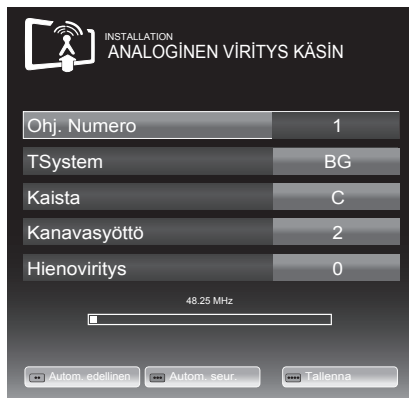 INSTALLATION
ANALOGİNEN VİRİTYS KÄSİN
Ohj. Numero 1
TSystem BG
Kaista C
Kanavasyöttö 2
Hienoviritys 0
48.25 MHz
Autom. edellinen Autom. seur. Tallenna